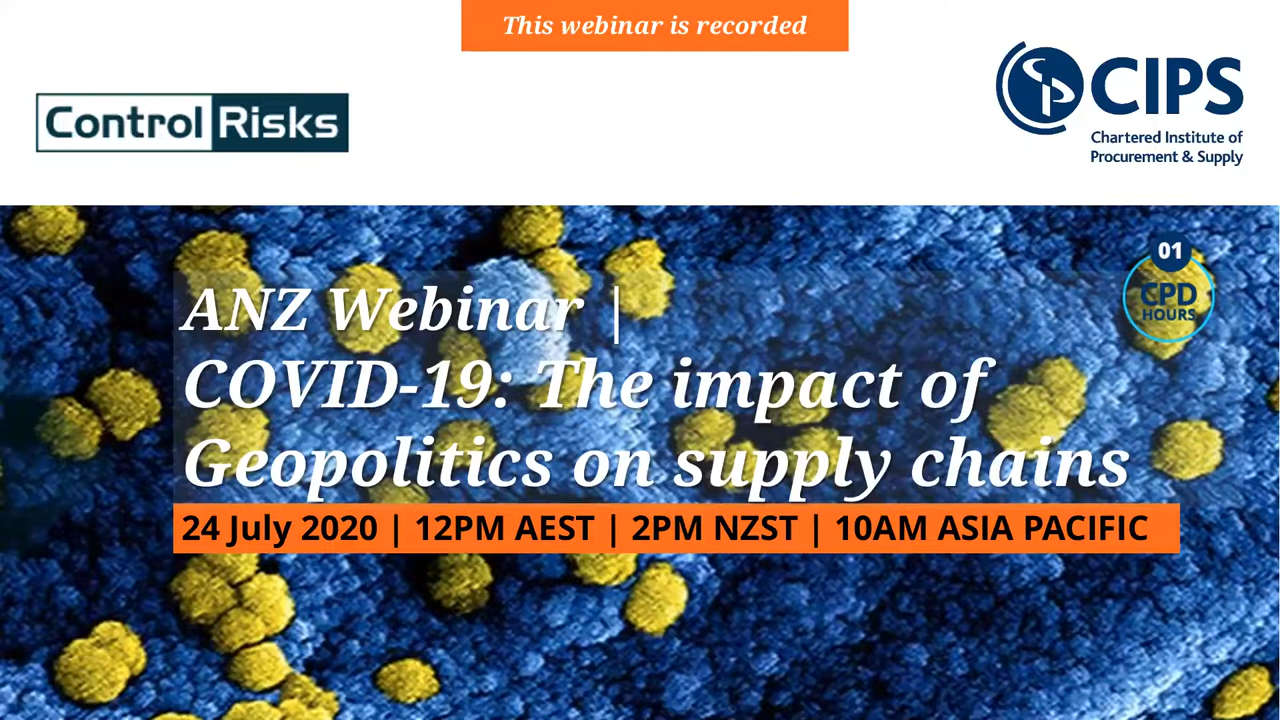 This webinar is recorded
Control Risks
CIPS
Chartered Institute of
Procurement & Supply
01
CPD
HOURS
ANZ Webinar |
COVID-19: The impact of
Geopolitics on supply chains
24 July 2020 | 12PM AEST | 2PM NZST | 10AM ASIA PACIFIC